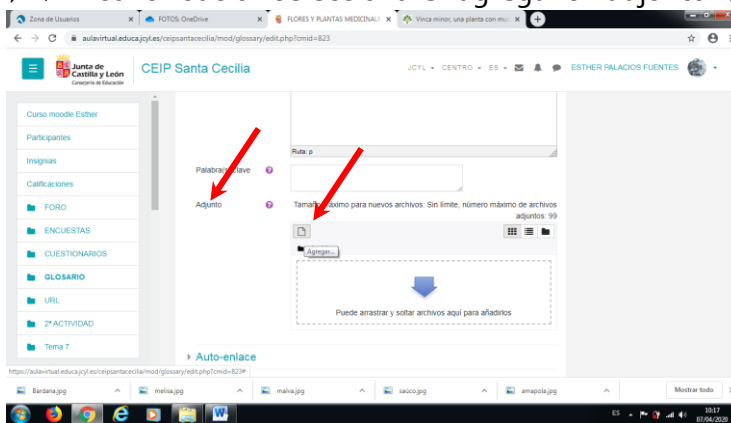 Zona de Usuarios
FOTOS: OneDrive
FLORES Y PLANTAS MEDICINAL
Vinca minor, una planta con mu
aulavirtual.educa.jcyl.es/ceipsantacecilia/mod/glossary/edit.php?cmid=823
Junta de
Castilla y León
Consejería de Educación
CEIP Santa Cecilia
JCYL CENTRO ES
ESTHER PALACIOS FUENTES
Curso moodle Esther
Participantes
Insignias
Calificaciones
FORO
ENCUESTAS
CUESTIONARIOS
GLOSARIO
URL
2ª ACTIVIDAD
Tema 7
Ruta: p
Adjunto
Tamaño máximo para nuevos archivos: Sin límite, número máximo de archivos
adjuntos: 99
Agregar...
Puede arrastrar y soltar archivos aquí para añadirlos
Auto-enlace
https://aulavirtual.educa.jcyl.es/ceipsantacecilia/mod/glossary/edit.php?cmid=823#
Bardana.jpg
melisa.jpg
malva.jpg
saúco.jpg
amapola.jpg
Mostrar todo
ES
10:17
07/04/2020